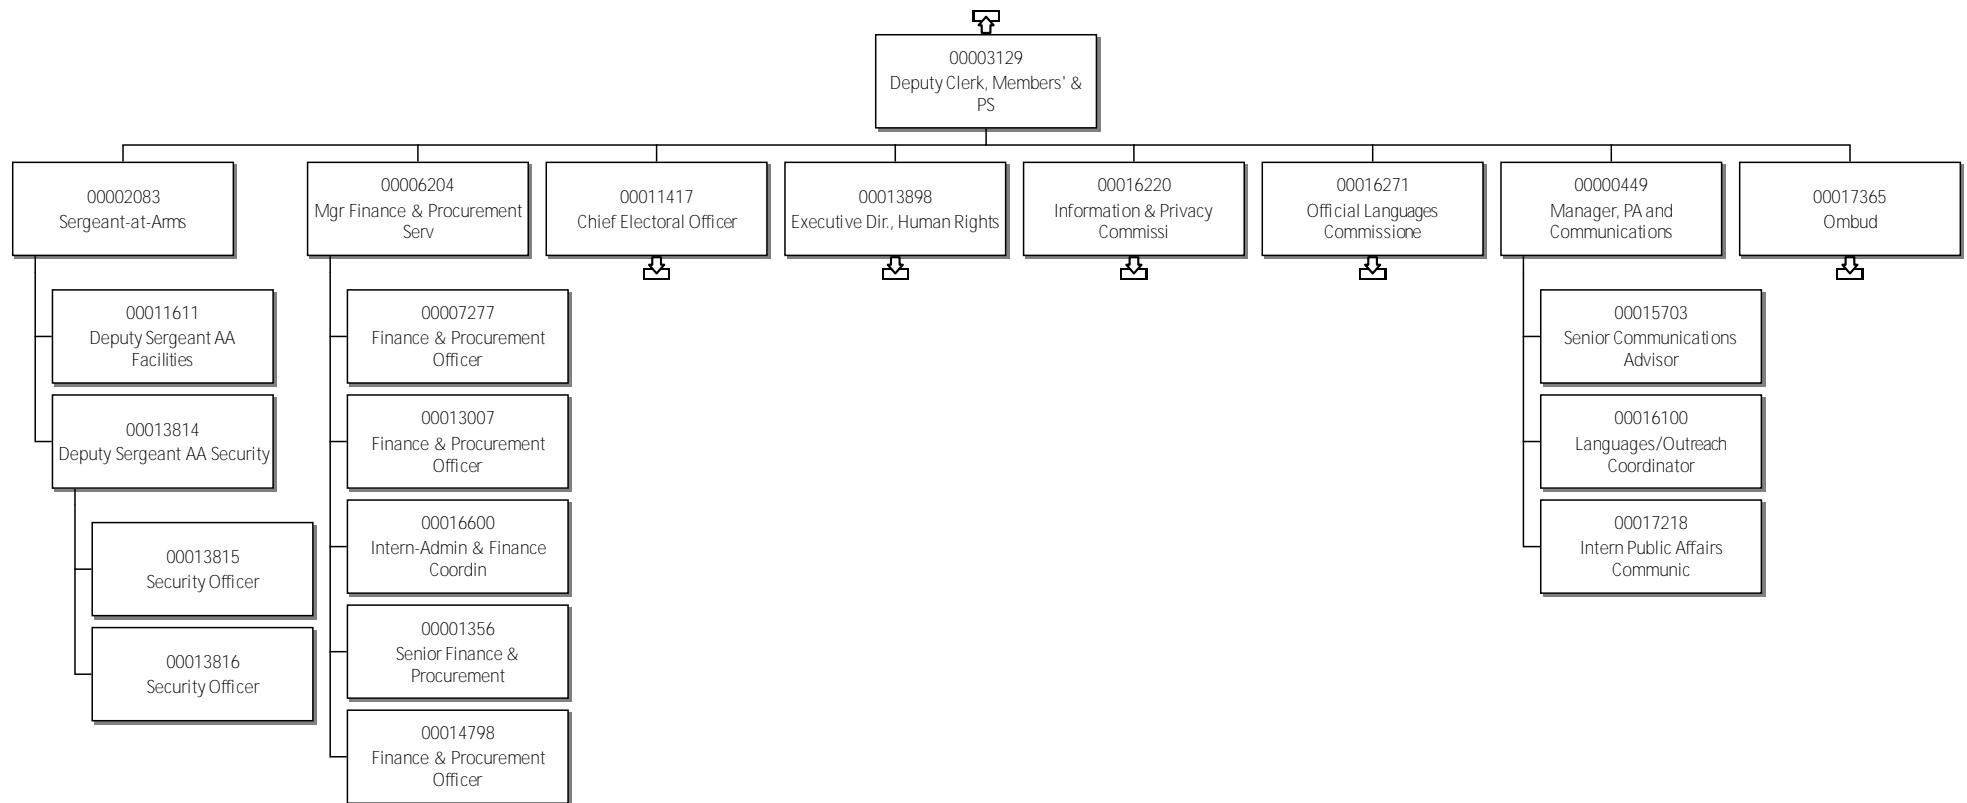 00003129
Deputy Clerk, Members' &
PS
00002083
Sergeant-at-Arms
00006204
Mgr Finance & Procurement
Serv
00011417
Chief Electoral Officer
00013898
Executive Dir., Human Rights
00016220
Information & Privacy
Commissi
00016271
Official Languages
Commissione
00000449
Manager, PA and
Communications
00017365
Ombud
00011611
Deputy Sergeant AA
Facilities
00013814
Deputy Sergeant AA Security
00013815
Security Officer
00013816
Security Officer
00007277
Finance & Procurement
Officer
00013007
Finance & Procurement
Officer
00016600
Intern-Admin & Finance
Coordin
00001356
Senior Finance &
Procurement
00014798
Finance & Procurement
Officer
00015703
Senior Communications
Advisor
00016100
Languages/Outreach
Coordinator
00017218
Intern Public Affairs
Communic